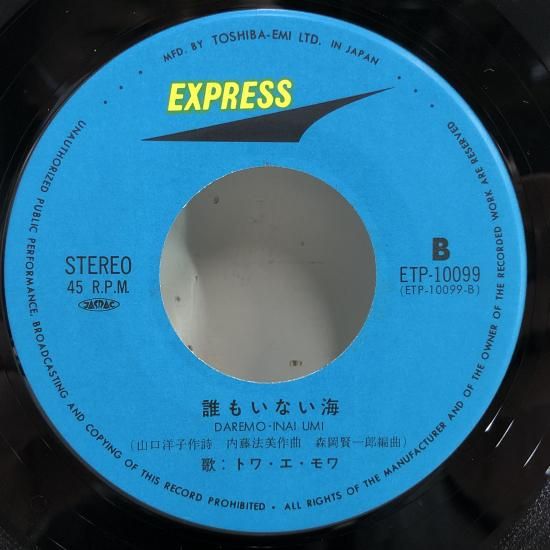 MFD. BY TOSHIBA-EMI LTD. IN JAPAN
EXPRESS
STEREO
45 R.P.M.
JASRAC
B
ETP-10099
(ETP-10099-B)
誰もいない海
DAREMO-INAI UMI
(山口洋子作詩 内藤法美作曲 森岡賢一郎編曲)
歌:トワ・エ・モワ
UNAUTHORIZED PUBLIC PERFORMANCE, BROADCASTING AND COPYING OF THIS RECORD PROHIBITED • ALL RIGHTS OF THE MANUFACTURER AND OF THE OWNER OF THE RECORDED WORK ARE RESERVED